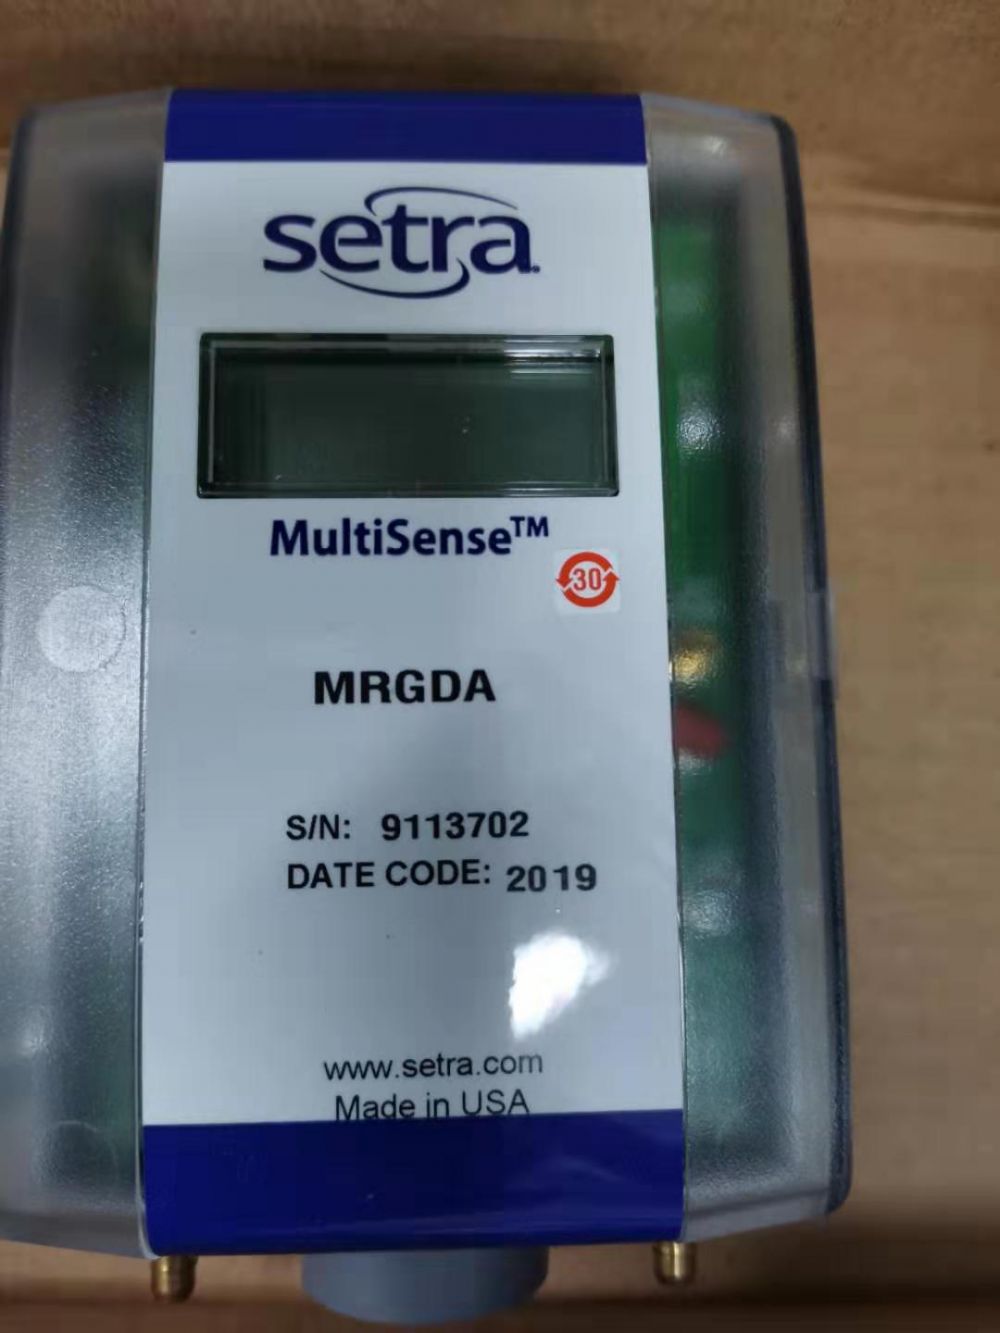 setra
MultiSense™
30
MRGDA
S/N: 9113702
DATE CODE: 2019
www.setra.com
Made in USA